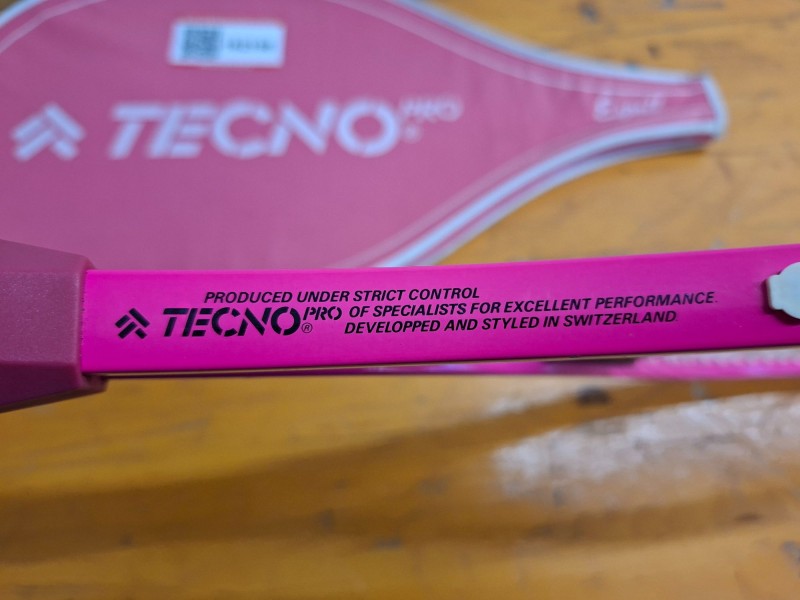 TECNO PRO ®
PRODUCED UNDER STRICT CONTROL
TECNO PRO ® OF SPECIALISTS FOR EXCELLENT PERFORMANCE.
DEVELOPPED AND STYLED IN SWITZERLAND